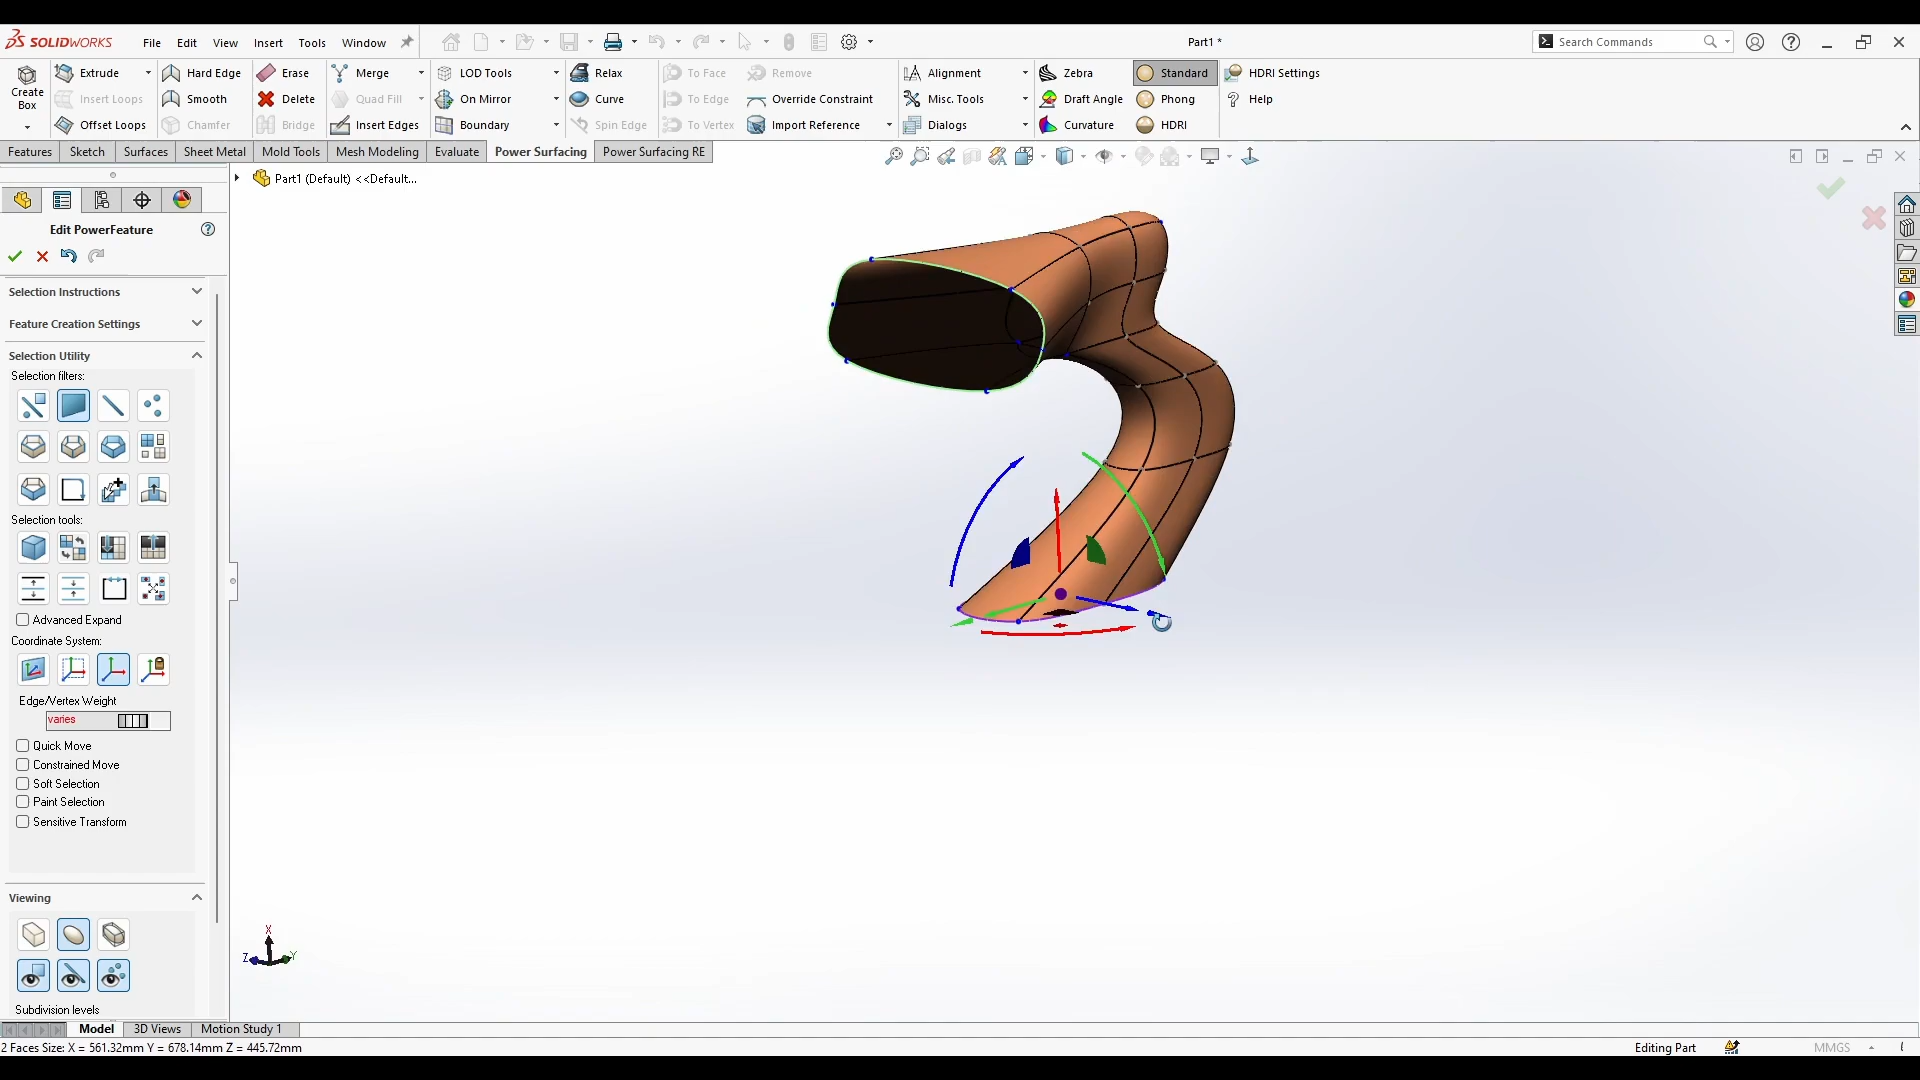 SOLIDWORKS File Edit View Insert Tools Window Part1 * Search Commands
Create Box
Extrude Hard Edge Erase Merge LOD Tools Relax To Face Remove Alignment Zebra Standard HDRI Settings
Insert Loops Smooth Delete Quad Fill On Mirror Curve To Edge Override Constraint Misc. Tools Draft Angle Phong Help
Offset Loops Chamfer Bridge Insert Edges Boundary Spin Edge To Vertex Import Reference Dialogs Curvature HDRI
Features Sketch Surfaces Sheet Metal Mold Tools Mesh Modeling Evaluate Power Surfacing Power Surfacing RE
Part1 (Default) <<Default...
Edit PowerFeature
Selection Instructions
Feature Creation Settings
Selection Utility
Selection filters:
Selection tools:
Advanced Expand
Coordinate System:
Edge/Vertex Weight
varies
Quick Move
Constrained Move
Soft Selection
Paint Selection
Sensitive Transform
Viewing
X
Z Y
Subdivision levels
Model 3D Views Motion Study 1
2 Faces Size: X = 561.32mm Y = 678.14mm Z = 445.72mm Editing Part MMGS